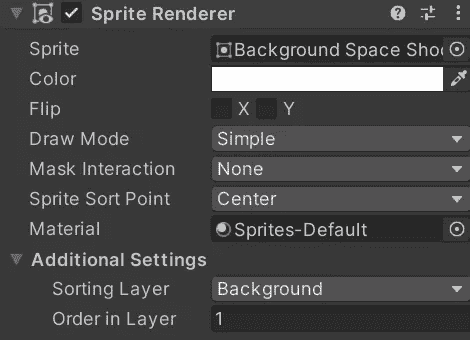 Sprite Renderer
Sprite Background Space Shoo
Color
Flip X Y
Draw Mode Simple
Mask Interaction None
Sprite Sort Point Center
Material Sprites-Default
Additional Settings
Sorting Layer Background
Order in Layer 1